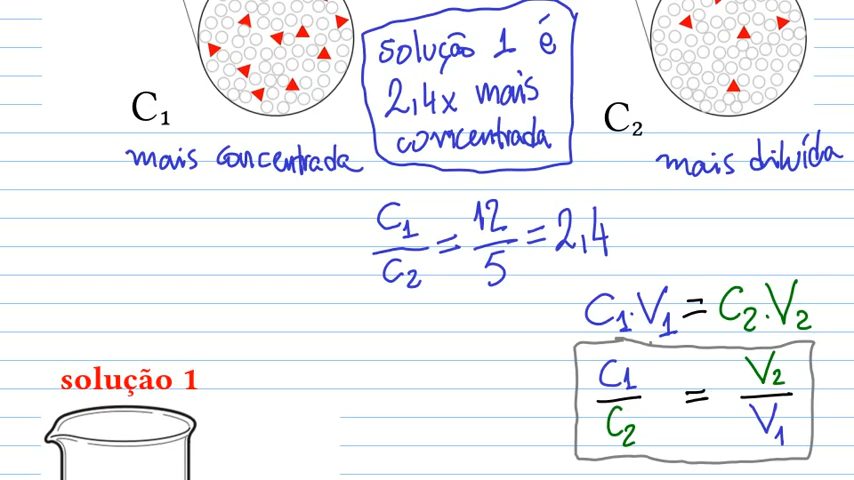 solução 1 é
2,4x mais
concentrada
C₁
C₂
mais concentrada
mais diluída
C₁/C₂ = 12/5 = 2,4
C₁.V₁ = C₂.V₂
C₁/C₂ = V₂/V₁
solução 1